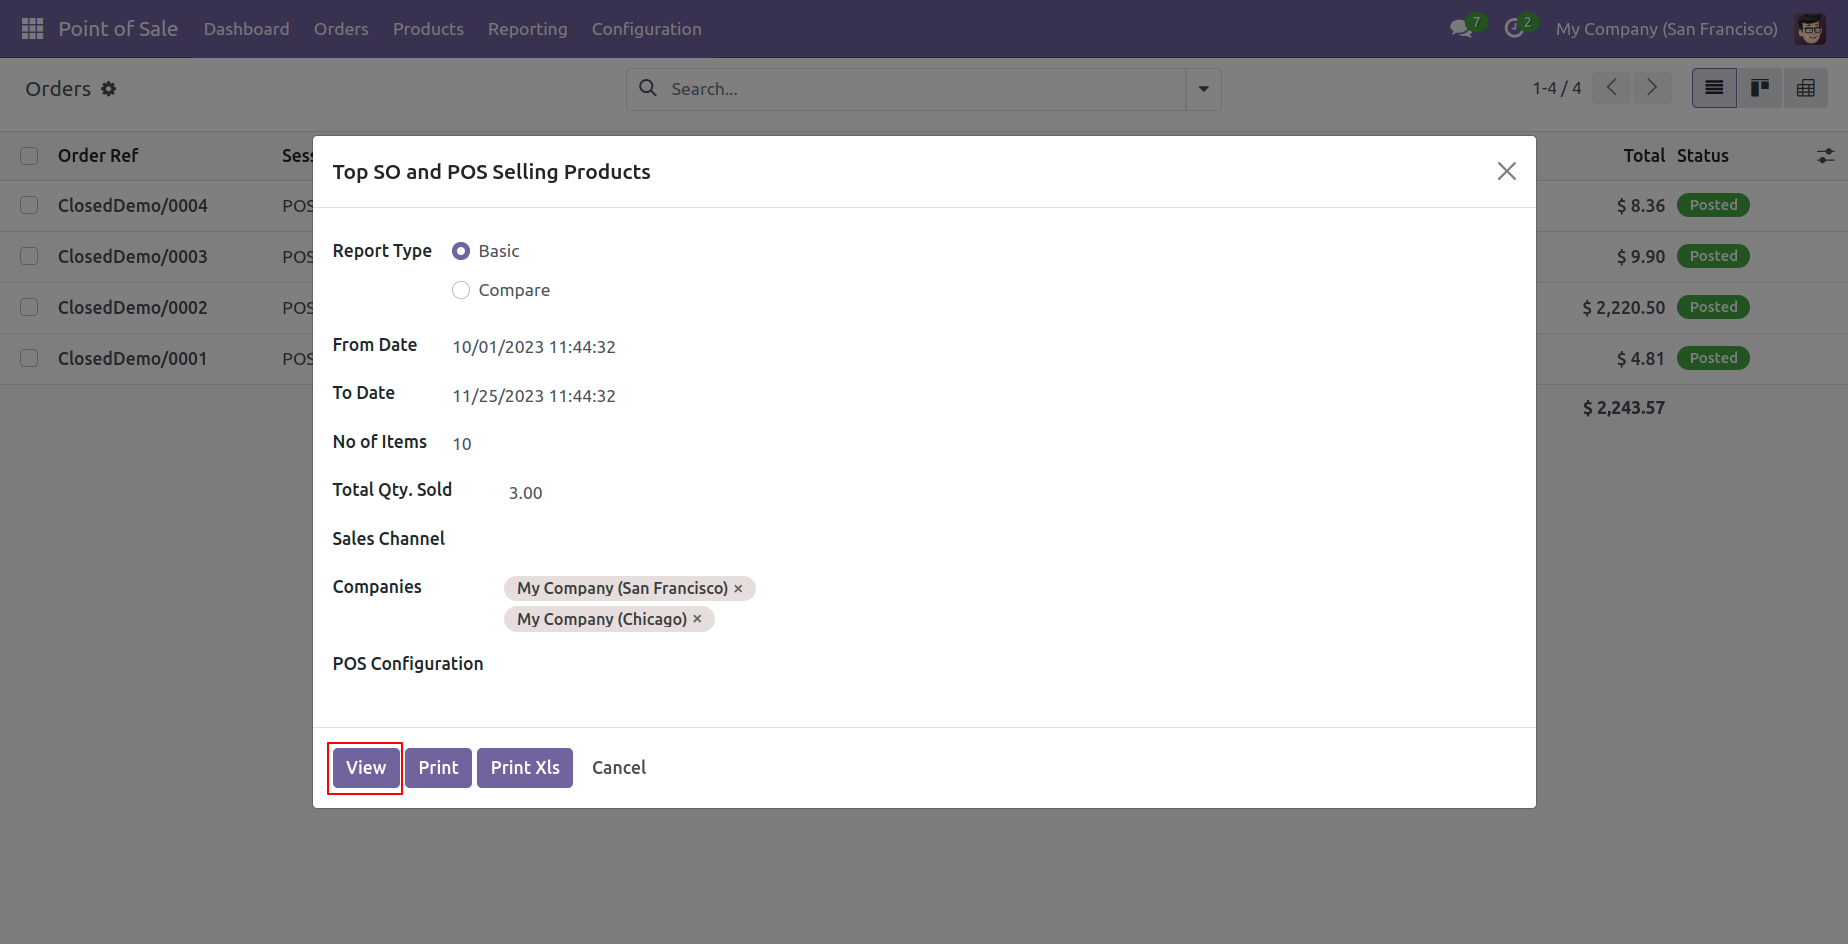 Point of Sale Dashboard Orders Products Reporting Configuration 7 2 My Company (San Francisco)
Orders Search... 1-4 / 4
Order Ref Sess Total Status
ClosedDemo/0004 POS $ 8.36 Posted
ClosedDemo/0003 POS $ 9.90 Posted
ClosedDemo/0002 POS $ 2,220.50 Posted
ClosedDemo/0001 POS $ 4.81 Posted
$ 2,243.57
Top SO and POS Selling Products
Report Type Basic
Compare
From Date 10/01/2023 11:44:32
To Date 11/25/2023 11:44:32
No of Items 10
Total Qty. Sold 3.00
Sales Channel
Companies My Company (San Francisco) ×
My Company (Chicago) ×
POS Configuration
View Print Print Xls Cancel